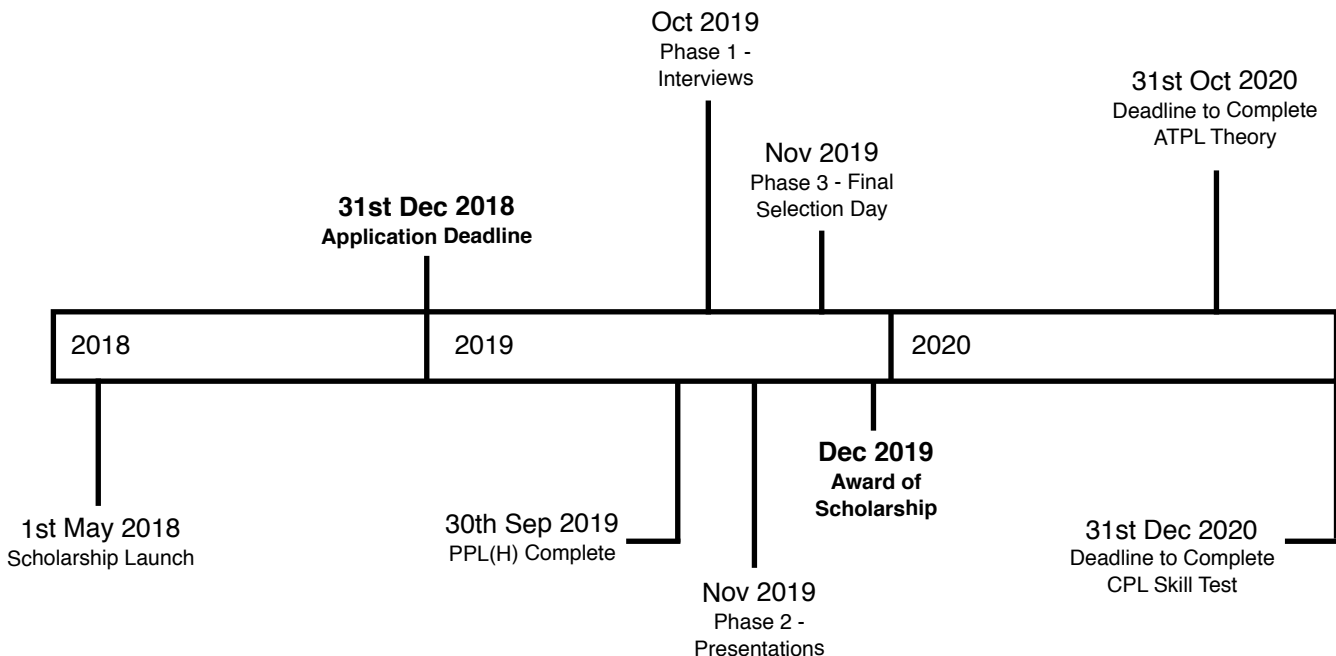 Oct 2019
Phase 1 -
Interviews
31st Oct 2020
Deadline to Complete
ATPL Theory
Nov 2019
Phase 3 - Final
Selection Day
31st Dec 2018
Application Deadline
2018
2019
2020
1st May 2018
Scholarship Launch
30th Sep 2019
PPL(H) Complete
Nov 2019
Phase 2 -
Presentations
Dec 2019
Award of
Scholarship
31st Dec 2020
Deadline to Complete
CPL Skill Test